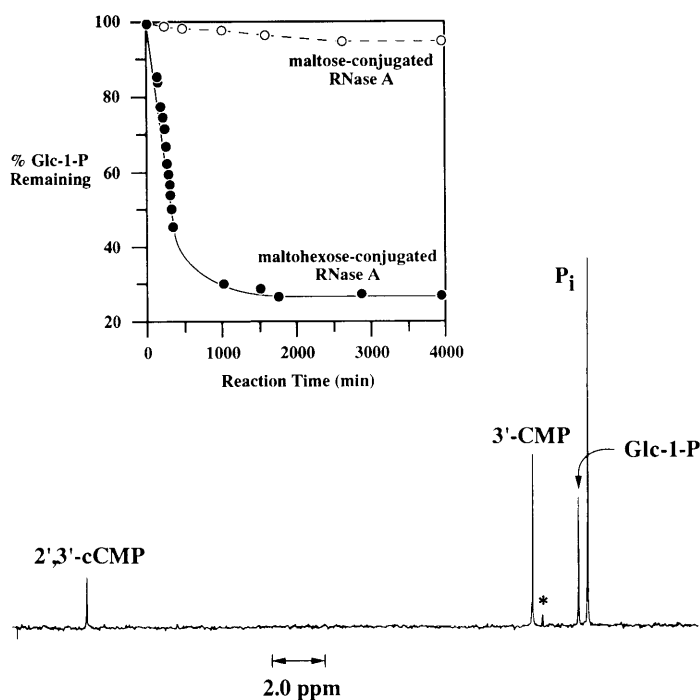 100
80
60
40
20
% Glc-1-P
Remaining
maltose-conjugated
RNase A
maltohexose-conjugated
RNase A
0 1000 2000 3000 4000
Reaction Time (min)
Pi
3'-CMP
Glc-1-P
2',3'-cCMP
*
2.0 ppm